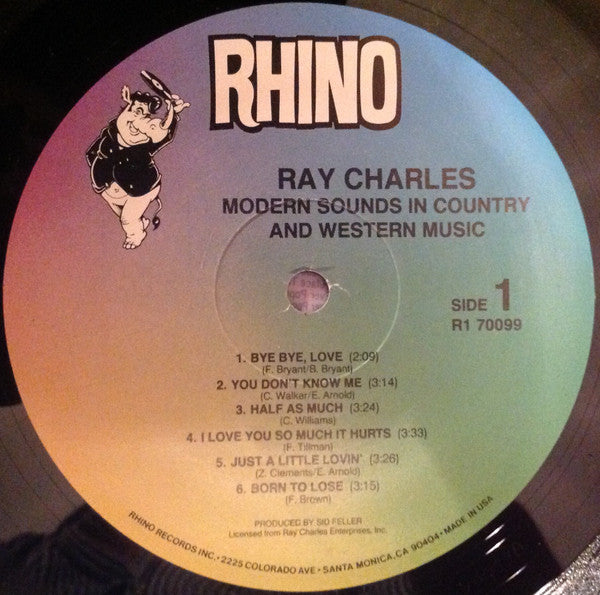 RHINO
RAY CHARLES
MODERN SOUNDS IN COUNTRY
AND WESTERN MUSIC
SIDE 1
R1 70099
1. BYE BYE, LOVE (2:09)
(F. Bryant/B. Bryant)
2. YOU DON'T KNOW ME (3:14)
(C. Walker/E. Arnold)
3. HALF AS MUCH (3:24)
(C. Williams)
4. I LOVE YOU SO MUCH IT HURTS (3:33)
(F. Tillman)
5. JUST A LITTLE LOVIN' (3:26)
(Z. Clements/E. Arnold)
6. BORN TO LOSE (3:15)
(F. Brown)
PRODUCED BY SID FELLER
Licensed from Ray Charles Enterprises, Inc.
RHINO RECORDS INC. • 2225 COLORADO AVE • SANTA MONICA, CA 90404 • MADE IN USA